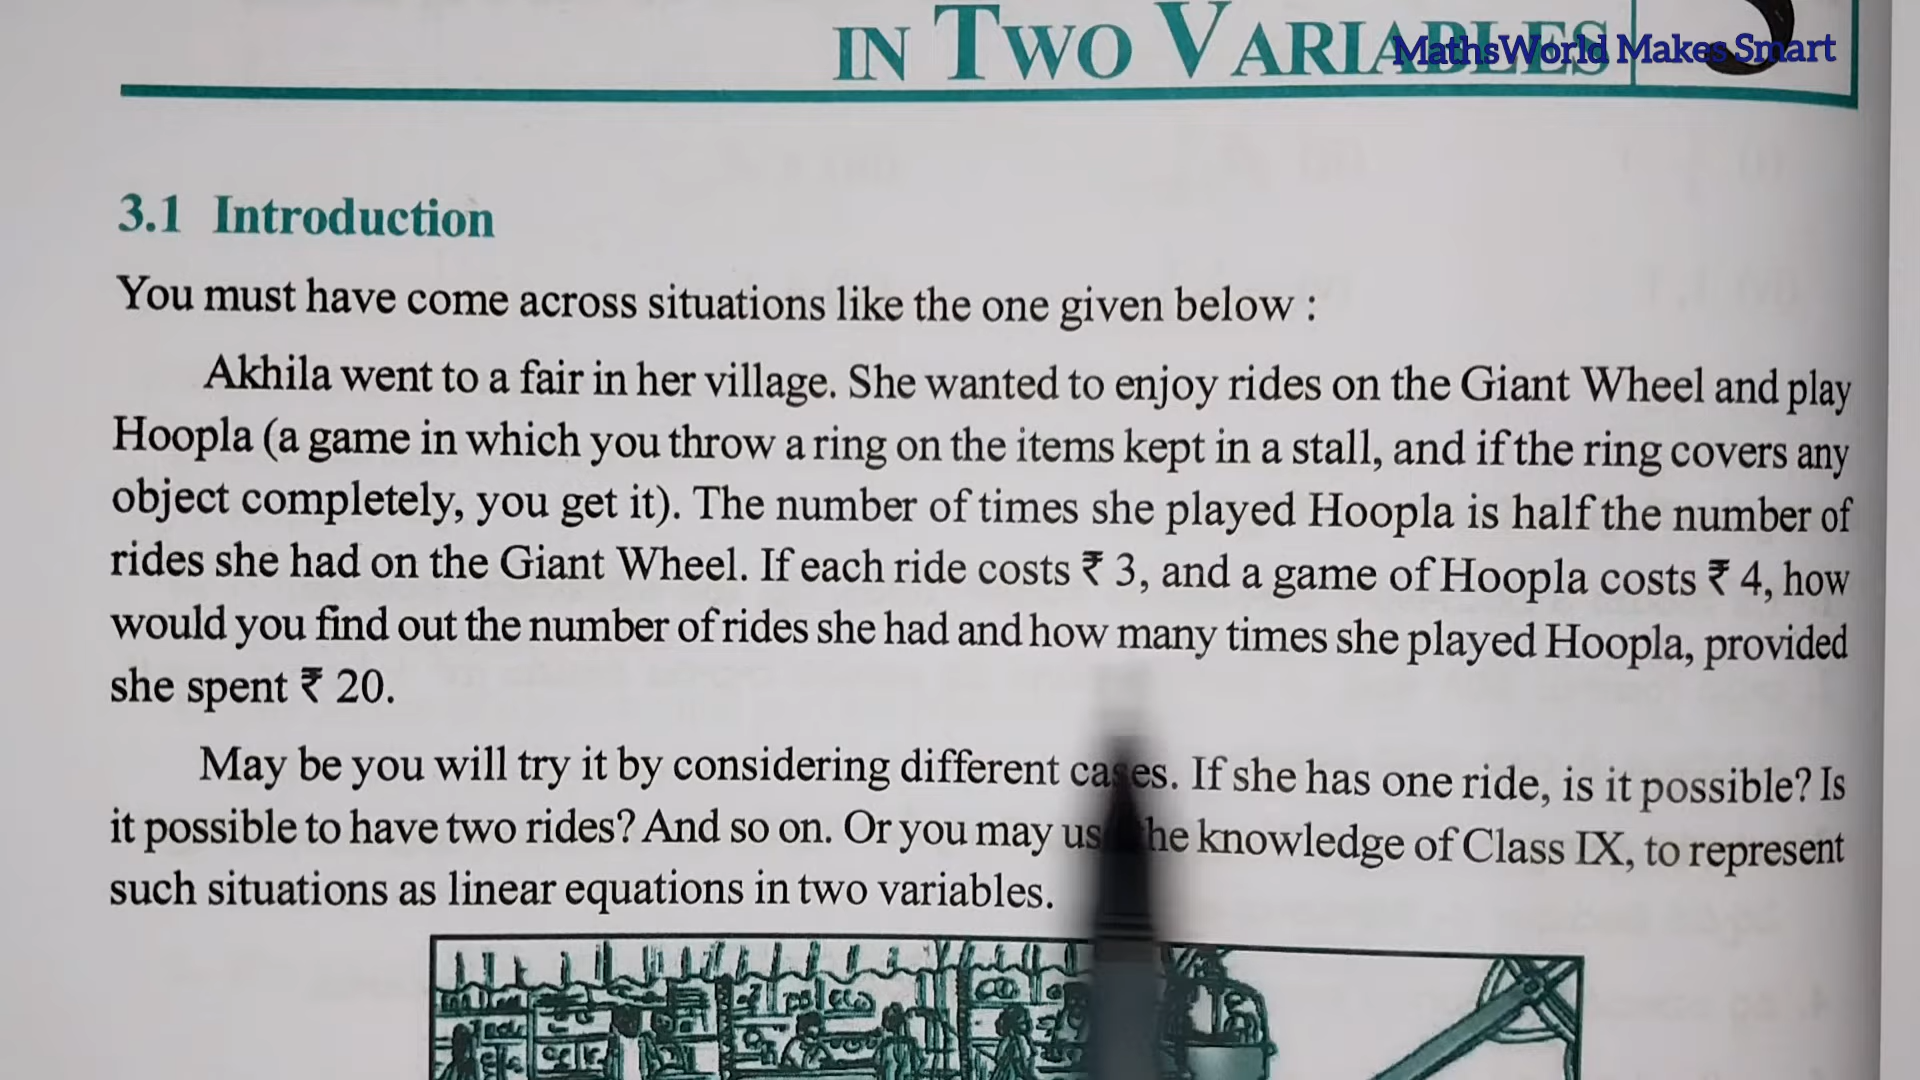 IN TWO VARIABLES
MathsWorld Makes Smart
3.1 Introduction
You must have come across situations like the one given below :
Akhila went to a fair in her village. She wanted to enjoy rides on the Giant Wheel and play
Hoopla (a game in which you throw a ring on the items kept in a stall, and if the ring covers any
object completely, you get it). The number of times she played Hoopla is half the number of
rides she had on the Giant Wheel. If each ride costs ₹ 3, and a game of Hoopla costs ₹ 4, how
would you find out the number of rides she had and how many times she played Hoopla, provided
she spent ₹ 20.
May be you will try it by considering different cases. If she has one ride, is it possible? Is
it possible to have two rides? And so on. Or you may knowledge of Class IX, to represent
such situations as linear equations in two variables.